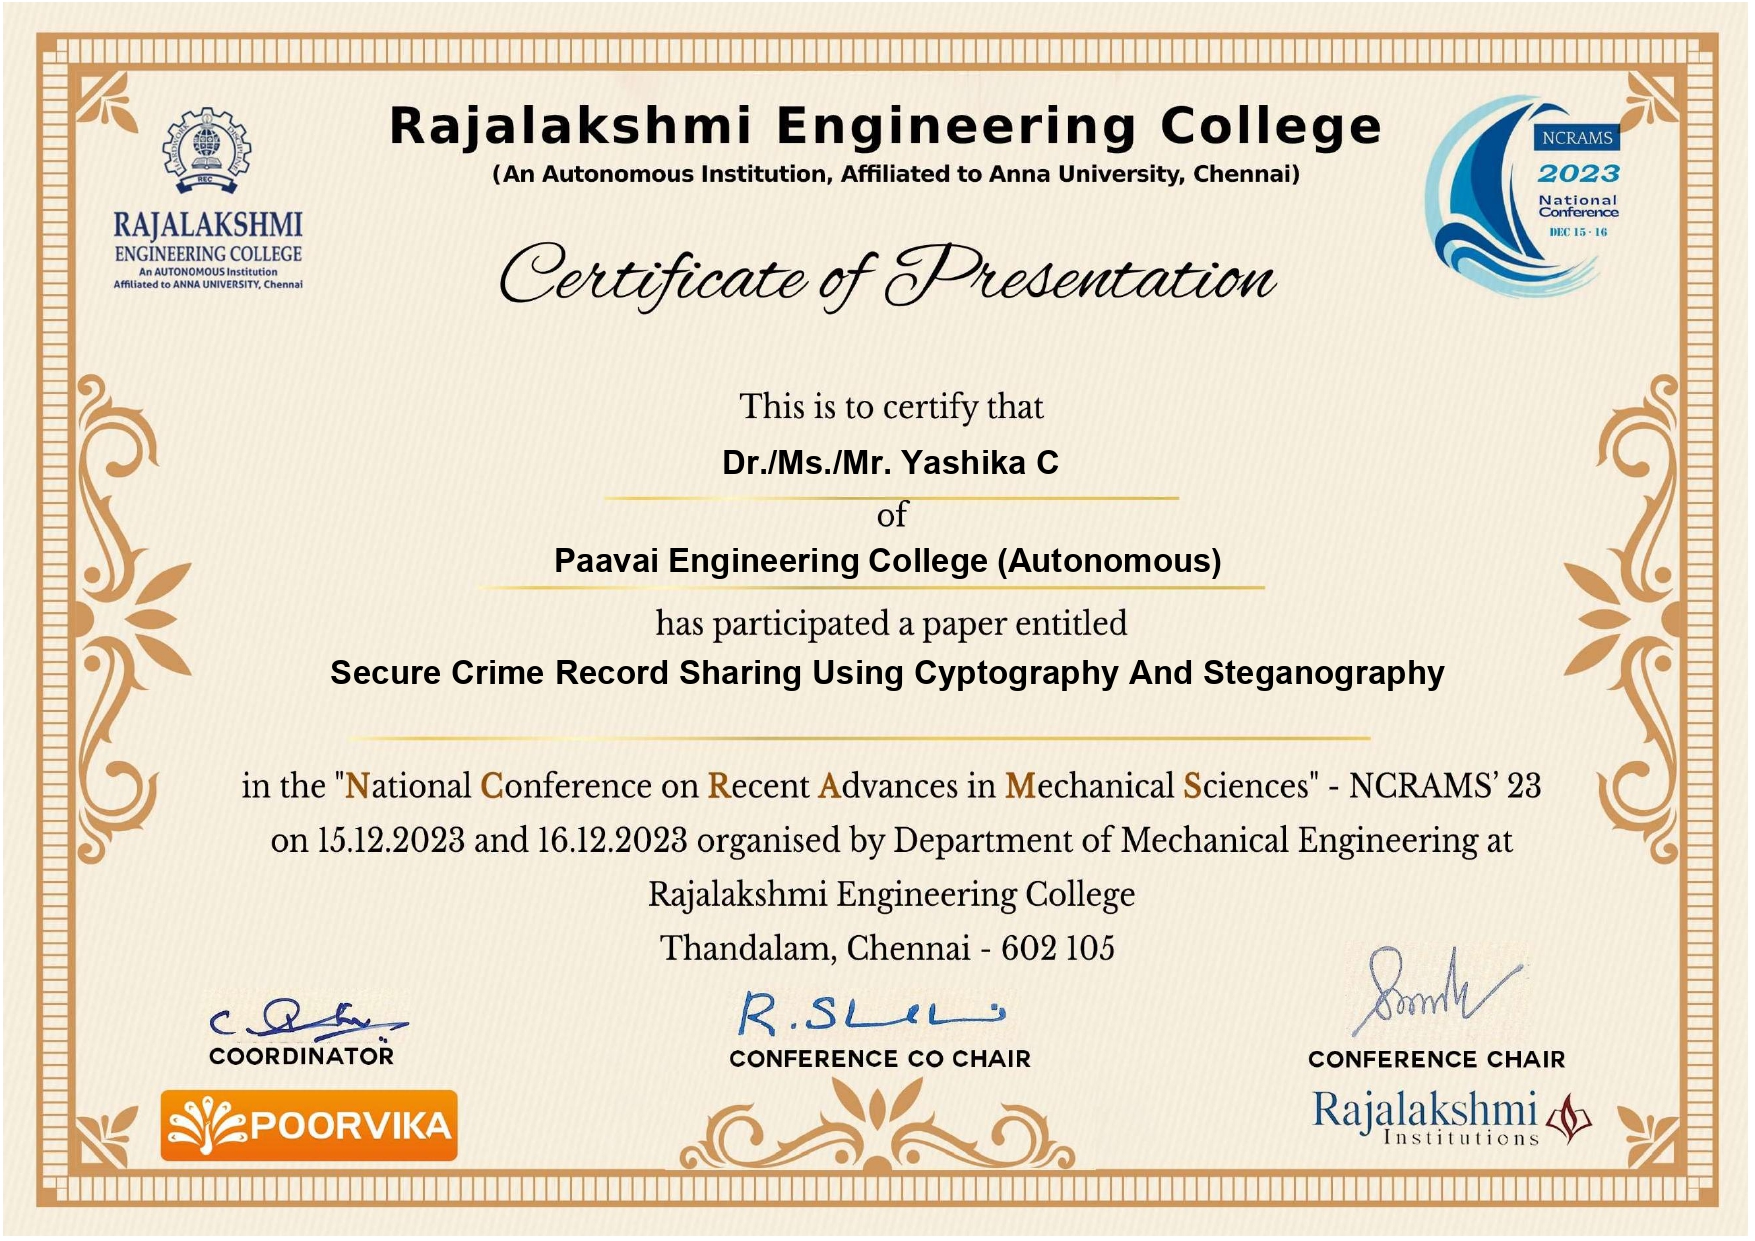 Rajalakshmi Engineering College
(An Autonomous Institution, Affiliated to Anna University, Chennai)
HARDWORK DISCIPLINE
REC
RAJALAKSHMI
ENGINEERING COLLEGE
An AUTONOMOUS Institution
Affiliated to ANNA UNIVERSITY, Chennai
NCRAMS
2023
National
Conference
DEC 15 - 16
Certificate of Presentation
This is to certify that
Dr./Ms./Mr. Yashika C
of
Paavai Engineering College (Autonomous)
has participated a paper entitled
Secure Crime Record Sharing Using Cyptography And Steganography
in the "National Conference on Recent Advances in Mechanical Sciences" - NCRAMS’ 23
on 15.12.2023 and 16.12.2023 organised by Department of Mechanical Engineering at
Rajalakshmi Engineering College
Thandalam, Chennai - 602 105
COORDINATOR
CONFERENCE CO CHAIR
CONFERENCE CHAIR
POORVIKA
Rajalakshmi
Institutions